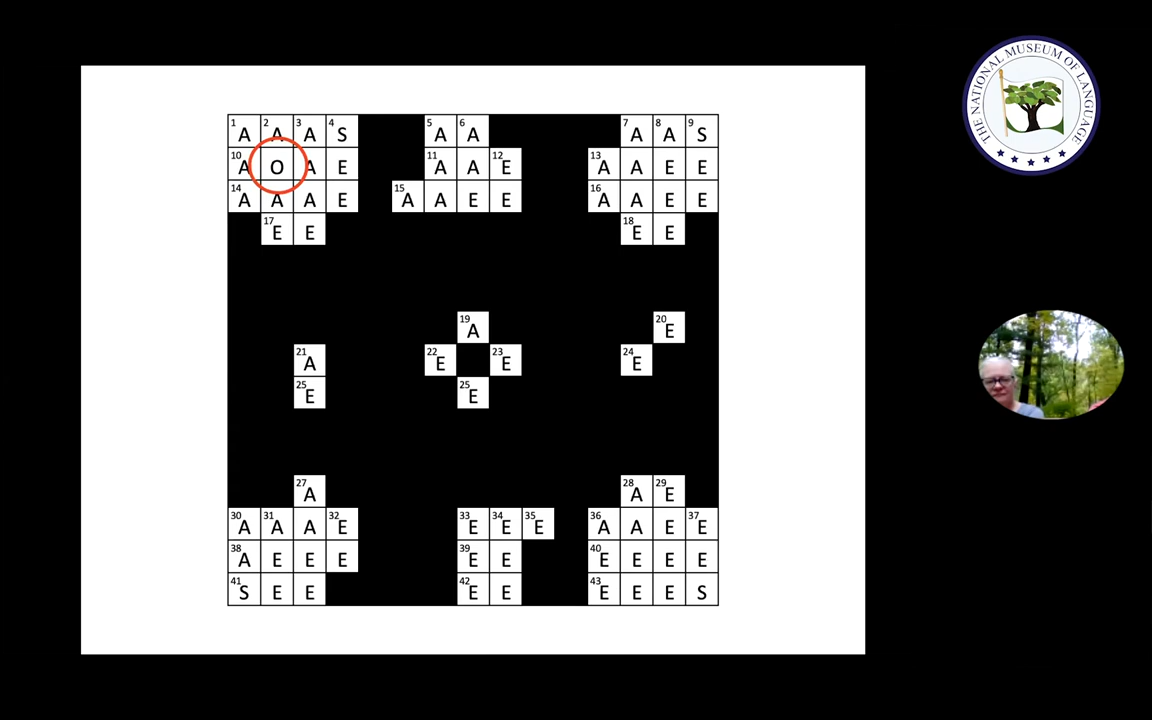 THE NATIONAL MUSEUM OF LANGUAGE
1 A 2 A 3 A 4 S 5 A 6 A 7 A 8 A 9 S
10 A O A E 11 A A 12 E 13 A A E E
14 A A A E 15 A A E E 16 A A E E
17 E E 18 E E
19 A 20 E
21 A 22 E 23 E 24 E
25 E 25 E
27 A 28 A 29 E
30 A 31 A A 32 E 33 E 34 E 35 E 36 A A E 37 E
38 A E E E 39 E E 40 E E E E
41 S E E 42 E E 43 E E E S